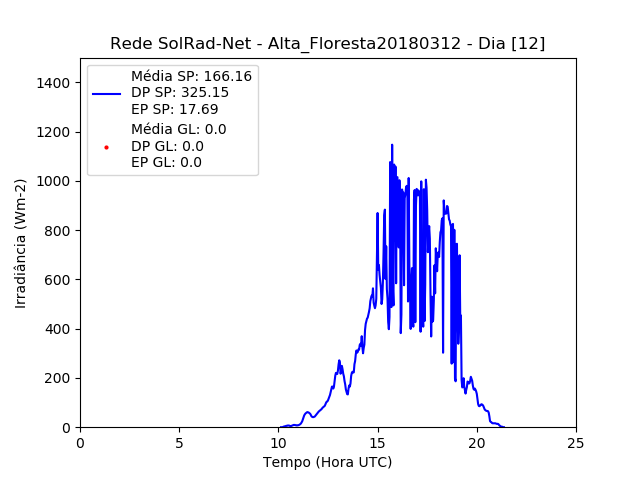 Rede SolRad-Net - Alta_Floresta20180312 - Dia [12]
Média SP: 166.16
DP SP: 325.15
EP SP: 17.69
Média GL: 0.0
DP GL: 0.0
EP GL: 0.0
1400
1200
1000
800
600
400
200
0
Irradiância (Wm-2)
0 5 10 15 20 25
Tempo (Hora UTC)